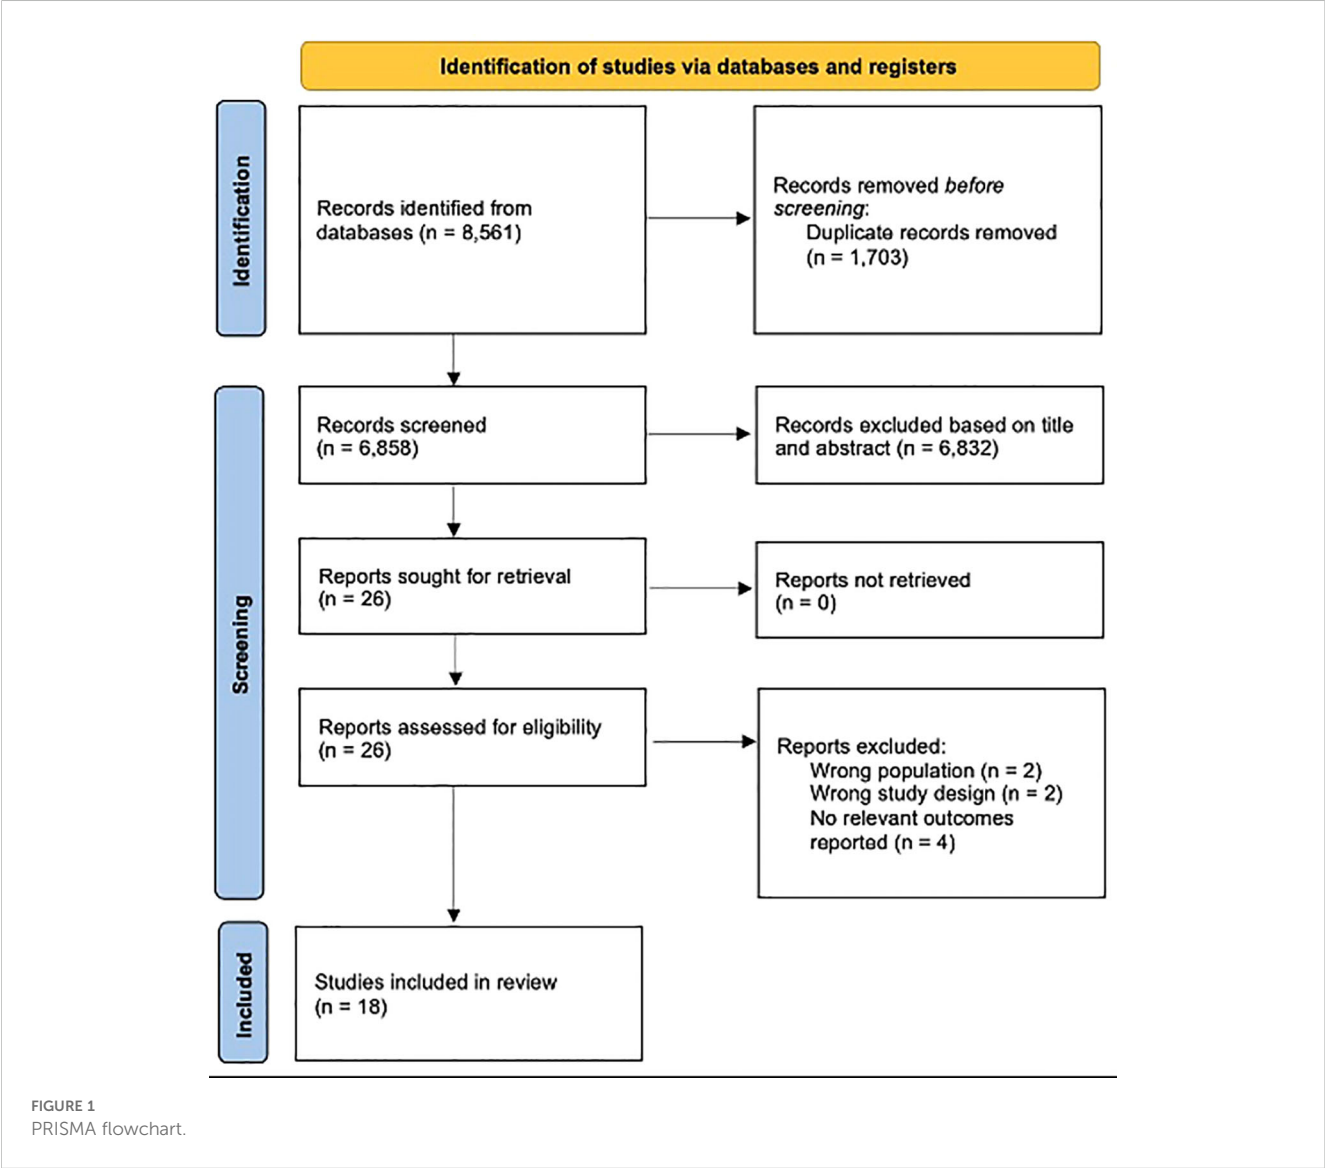 Identification of studies via databases and registers
Identification
Records identified from
databases (n = 8,561)
Records removed before
screening:
Duplicate records removed
(n = 1,703)
Screening
Records screened
(n = 6,858)
Records excluded based on title
and abstract (n = 6,832)
Reports sought for retrieval
(n = 26)
Reports not retrieved
(n = 0)
Reports assessed for eligibility
(n = 26)
Reports excluded:
Wrong population (n = 2)
Wrong study design (n = 2)
No relevant outcomes
reported (n = 4)
Included
Studies included in review
(n = 18)
FIGURE 1
PRISMA flowchart.